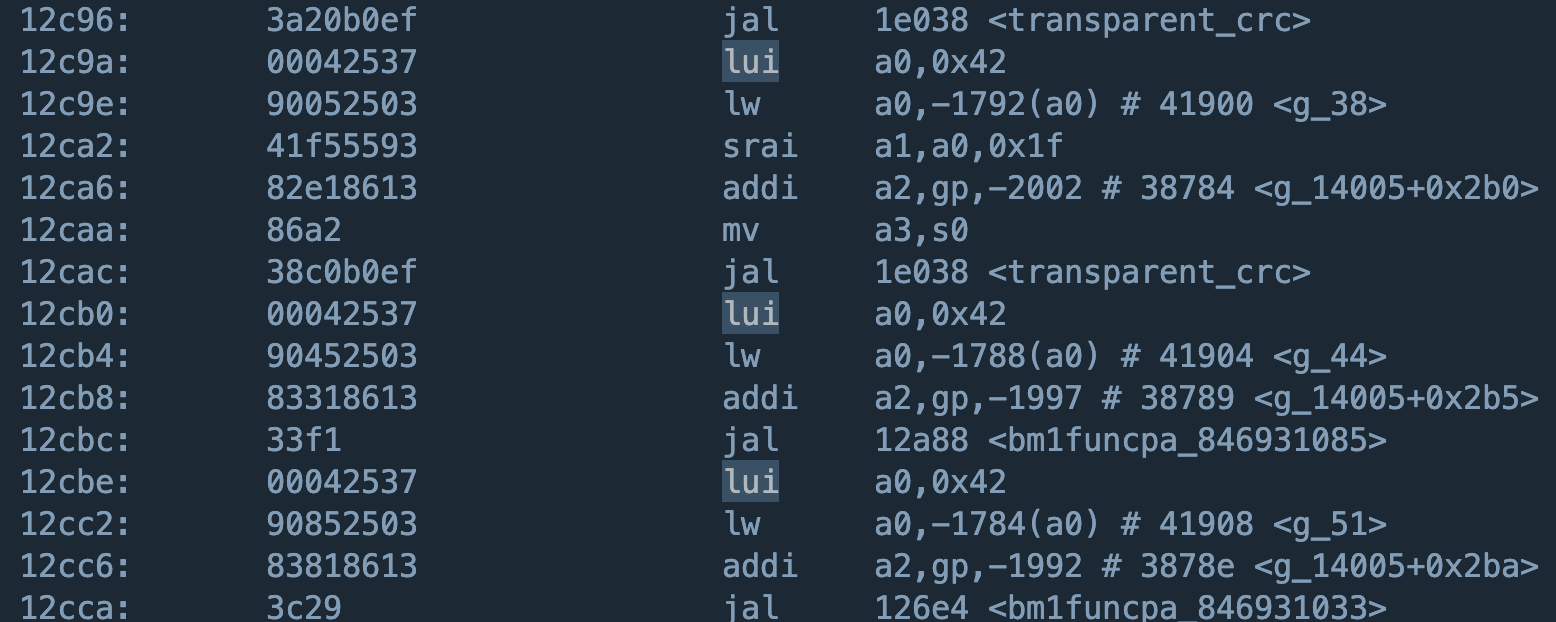 12c96: 3a20b0ef jal 1e038 <transparent_crc>
12c9a: 00042537 lui a0,0x42
12c9e: 90052503 lw a0,-1792(a0) # 41900 <g_38>
12ca2: 41f55593 srai a1,a0,0x1f
12ca6: 82e18613 addi a2,gp,-2002 # 38784 <g_14005+0x2b0>
12caa: 86a2 mv a3,s0
12cac: 38c0b0ef jal 1e038 <transparent_crc>
12cb0: 00042537 lui a0,0x42
12cb4: 90452503 lw a0,-1788(a0) # 41904 <g_44>
12cb8: 83318613 addi a2,gp,-1997 # 38789 <g_14005+0x2b5>
12cbc: 33f1 jal 12a88 <bm1funcpa_846931085>
12cbe: 00042537 lui a0,0x42
12cc2: 90852503 lw a0,-1784(a0) # 41908 <g_51>
12cc6: 83818613 addi a2,gp,-1992 # 3878e <g_14005+0x2ba>
12cca: 3c29 jal 126e4 <bm1funcpa_846931033>